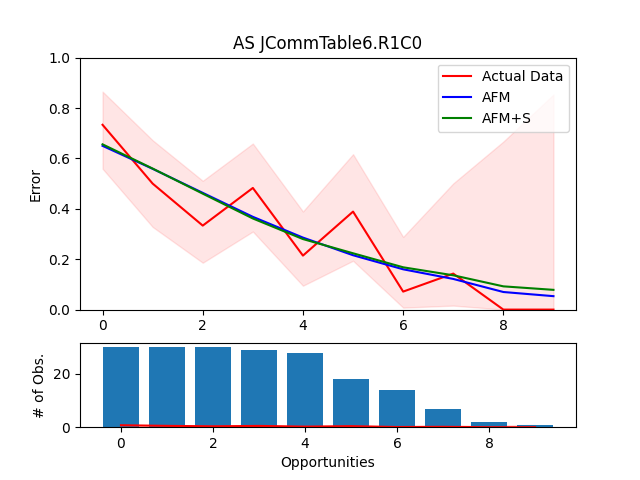 AS JCommTable6.R1C0
1.0
0.8
0.6
0.4
0.2
0.0
Error
Actual Data
AFM
AFM+S
0 2 4 6 8
20
0
# of Obs.
0 2 4 6 8
Opportunities